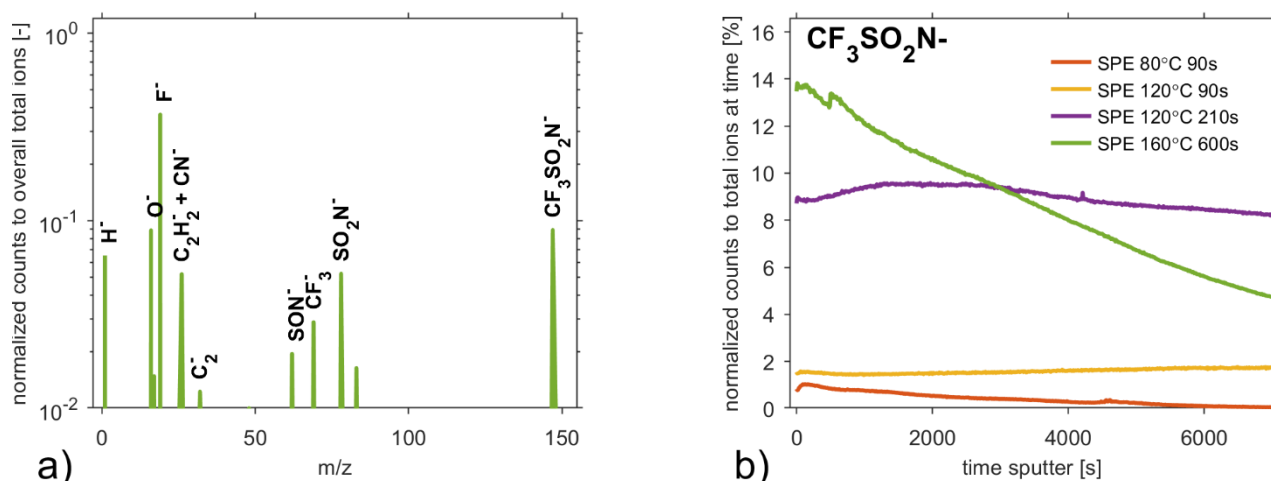 normalized counts to overall total ions [-]
10⁰
10⁻¹
10⁻²
H⁻
O⁻
F⁻
C₂H₂⁻ + CN⁻
C₂⁻
SON⁻
CF₃⁻
SO₂N⁻
CF₃SO₂N⁻
0
50
100
150
m/z
a)
normalized counts to total ions at time [%]
16
14
12
10
8
6
4
2
0
CF₃SO₂N-
SPE 80°C 90s
SPE 120°C 90s
SPE 120°C 210s
SPE 160°C 600s
0
2000
4000
6000
time sputter [s]
b)